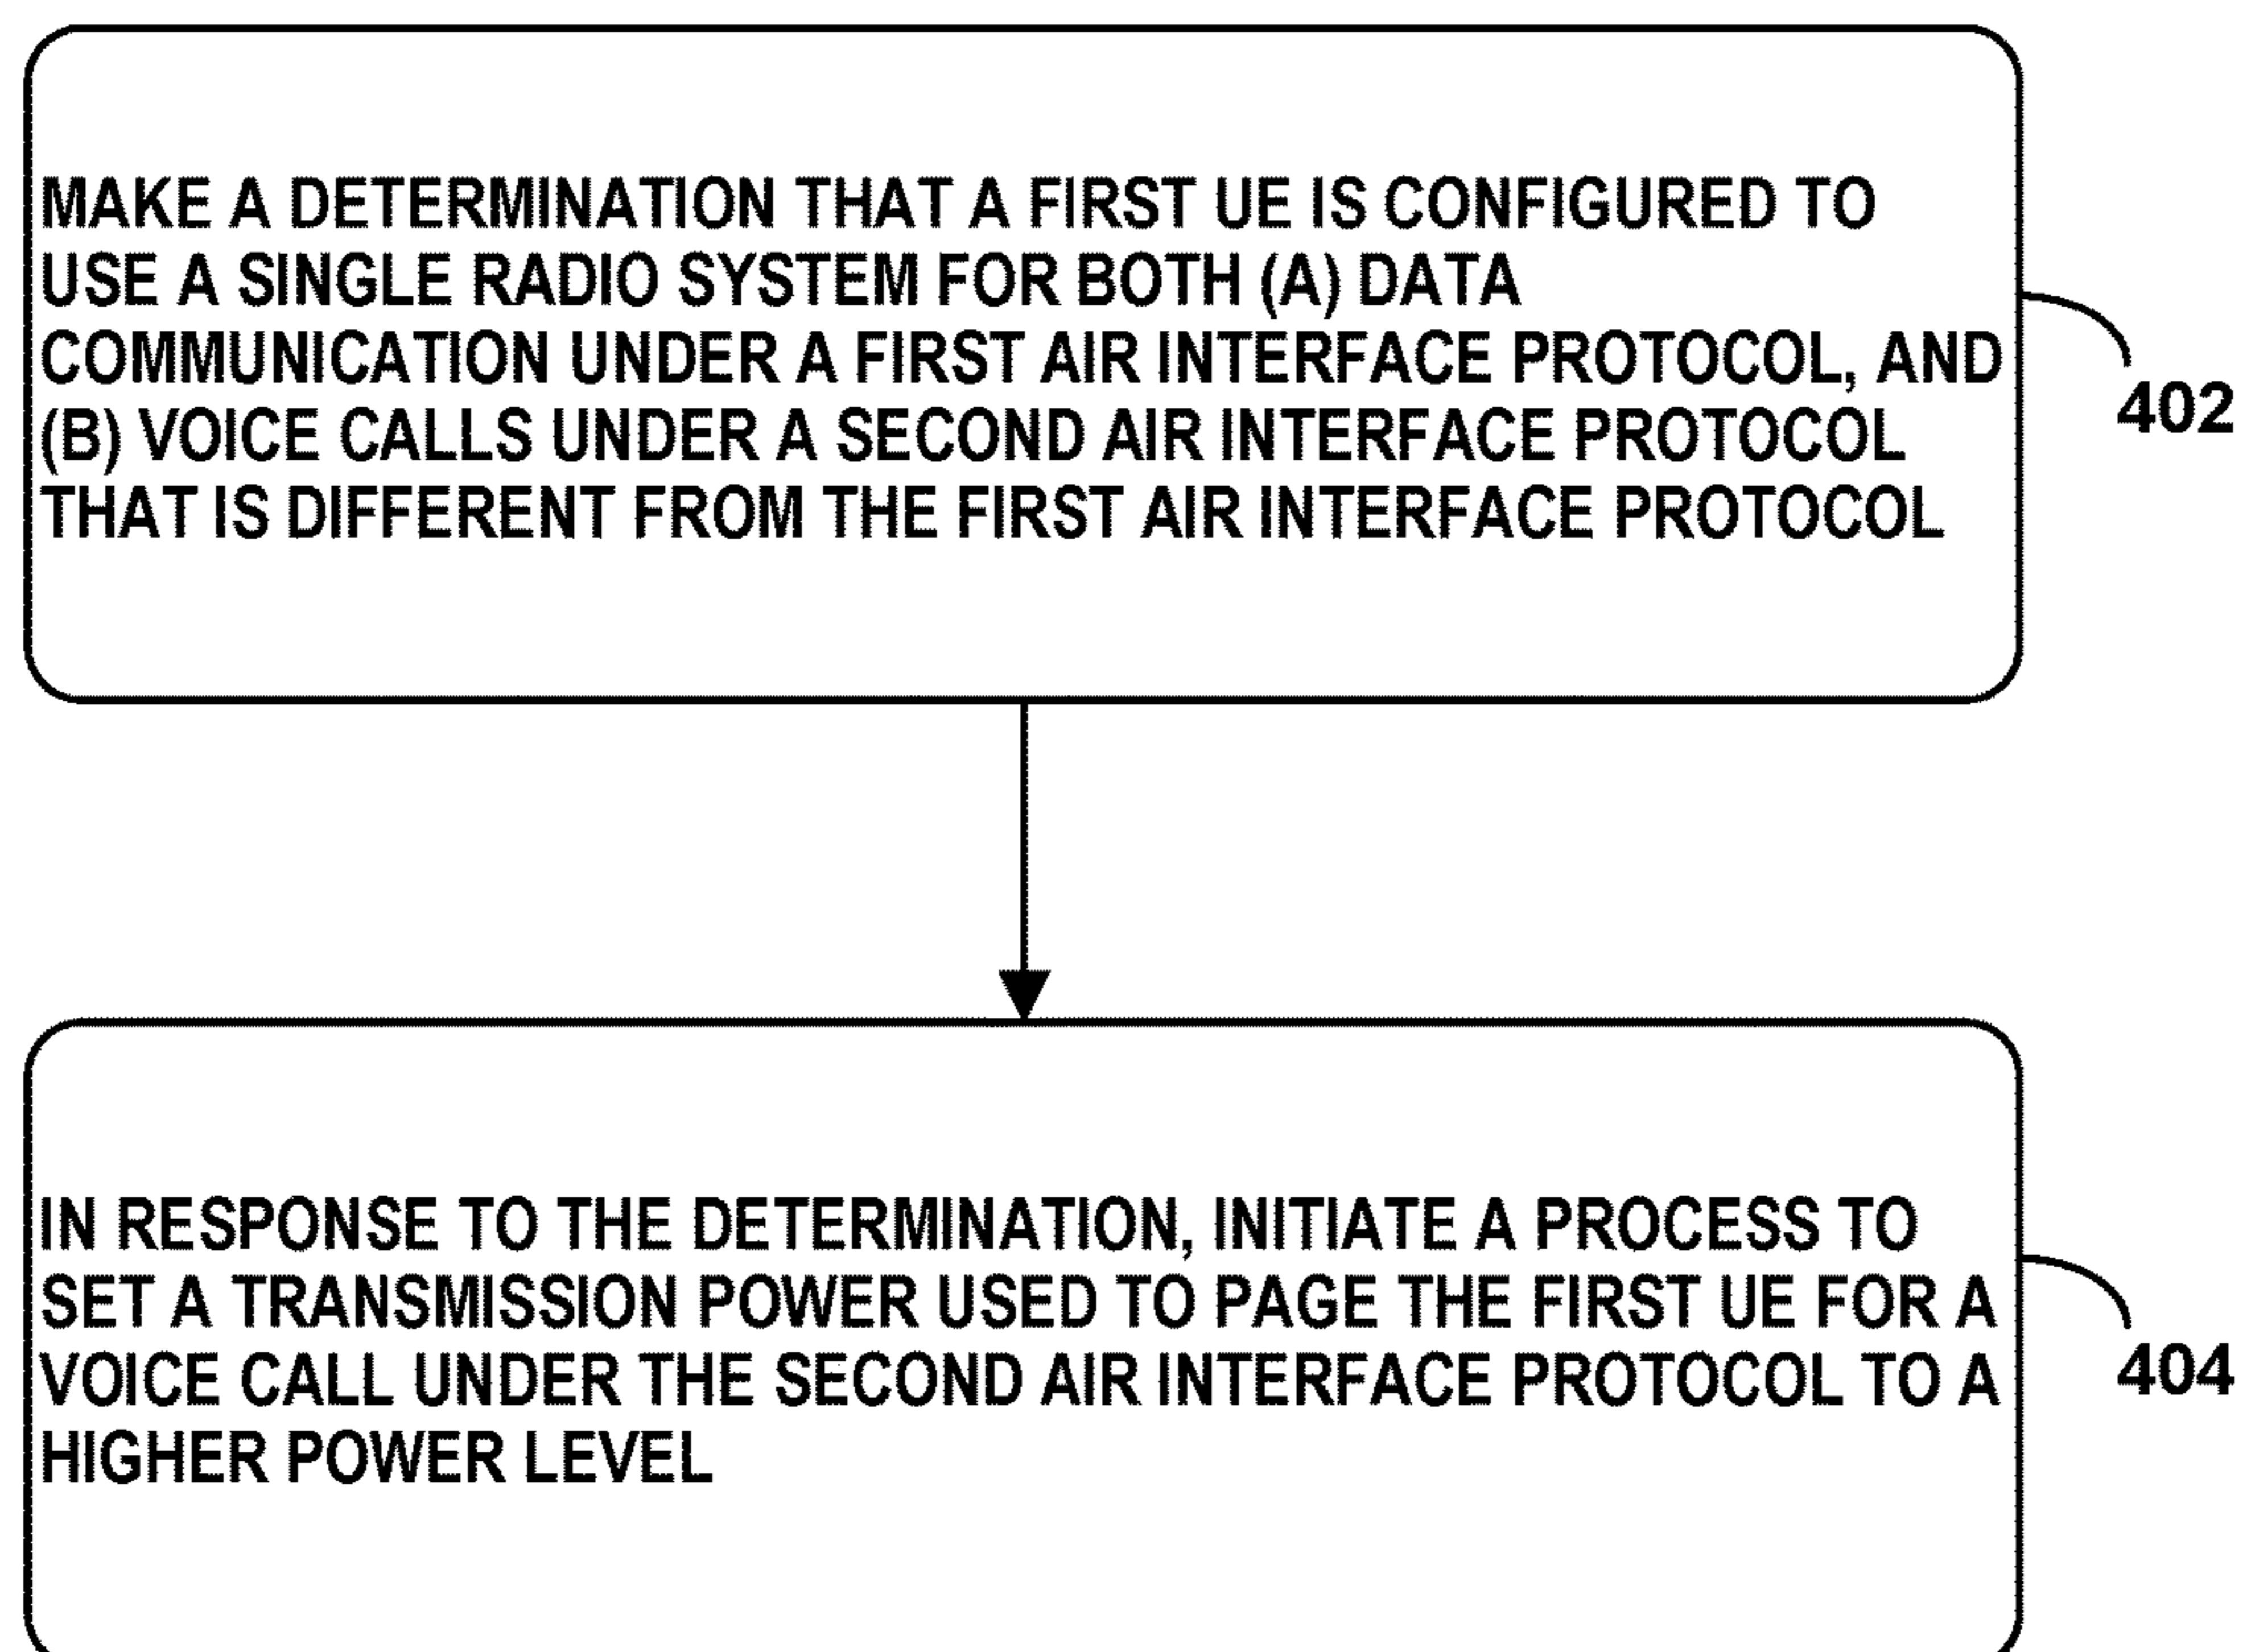 MAKE A DETERMINATION THAT A FIRST UE IS CONFIGURED TO
USE A SINGLE RADIO SYSTEM FOR BOTH (A) DATA
COMMUNICATION UNDER A FIRST AIR INTERFACE PROTOCOL, AND
(B) VOICE CALLS UNDER A SECOND AIR INTERFACE PROTOCOL
THAT IS DIFFERENT FROM THE FIRST AIR INTERFACE PROTOCOL
402
IN RESPONSE TO THE DETERMINATION, INITIATE A PROCESS TO
SET A TRANSMISSION POWER USED TO PAGE THE FIRST UE FOR A
VOICE CALL UNDER THE SECOND AIR INTERFACE PROTOCOL TO A
HIGHER POWER LEVEL
404